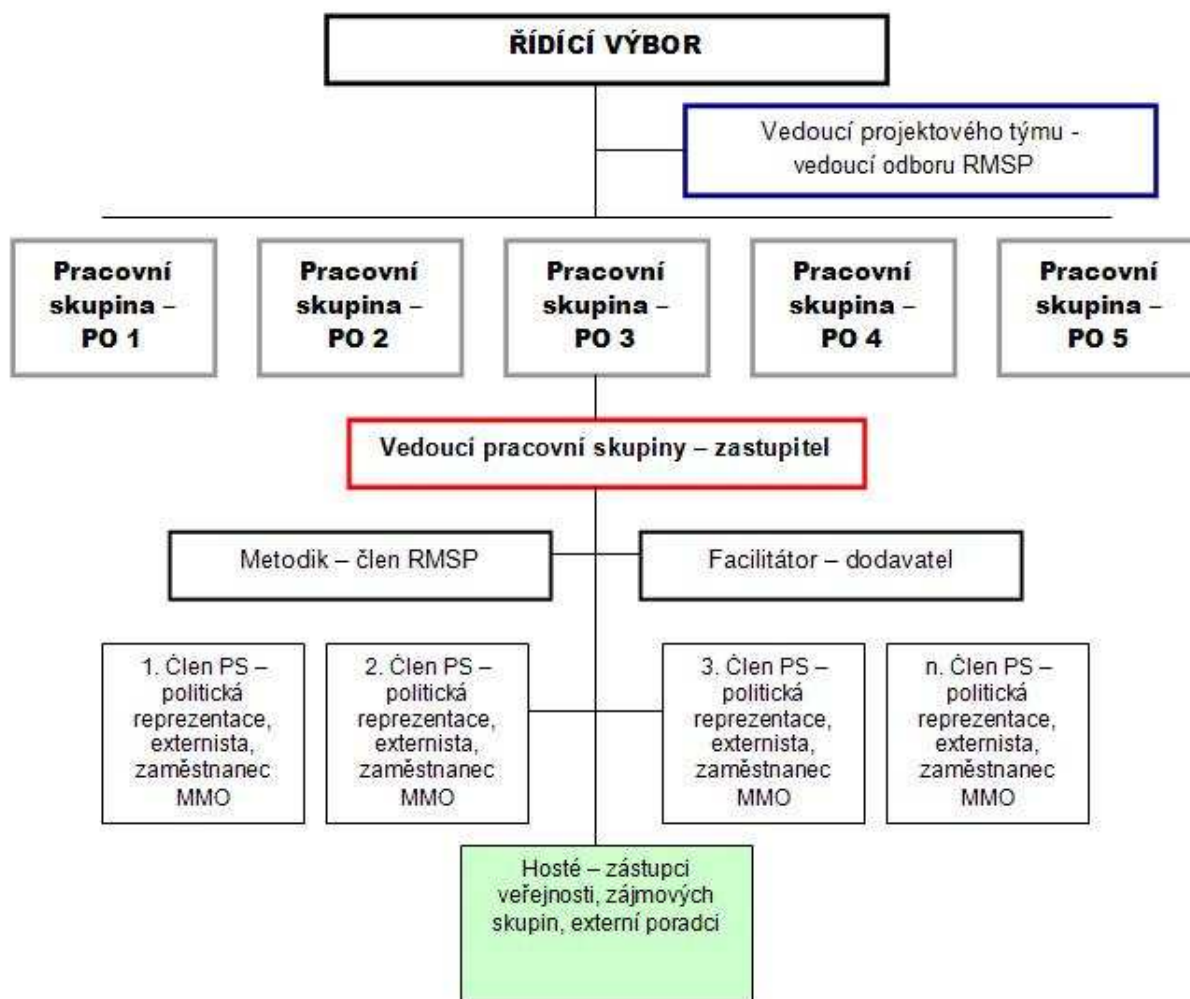 ŘÍDÍCÍ VÝBOR
Vedoucí projektového týmu -
vedoucí odboru RMSP
Pracovní
skupina –
PO 1
Pracovní
skupina –
PO 2
Pracovní
skupina –
PO 3
Pracovní
skupina –
PO 4
Pracovní
skupina –
PO 5
Vedoucí pracovní skupiny – zastupitel
Metodik – člen RMSP
Facilitátor – dodavatel
1. Člen PS –
politická
reprezentace,
externista,
zaměstnanec
MMO
2. Člen PS –
politická
reprezentace,
externista,
zaměstnanec
MMO
3. Člen PS –
politická
reprezentace,
externista,
zaměstnanec
MMO
n. Člen PS –
politická
reprezentace,
externista,
zaměstnanec
MMO
Hosté – zástupci
veřejnosti, zájmových
skupin, externí poradci